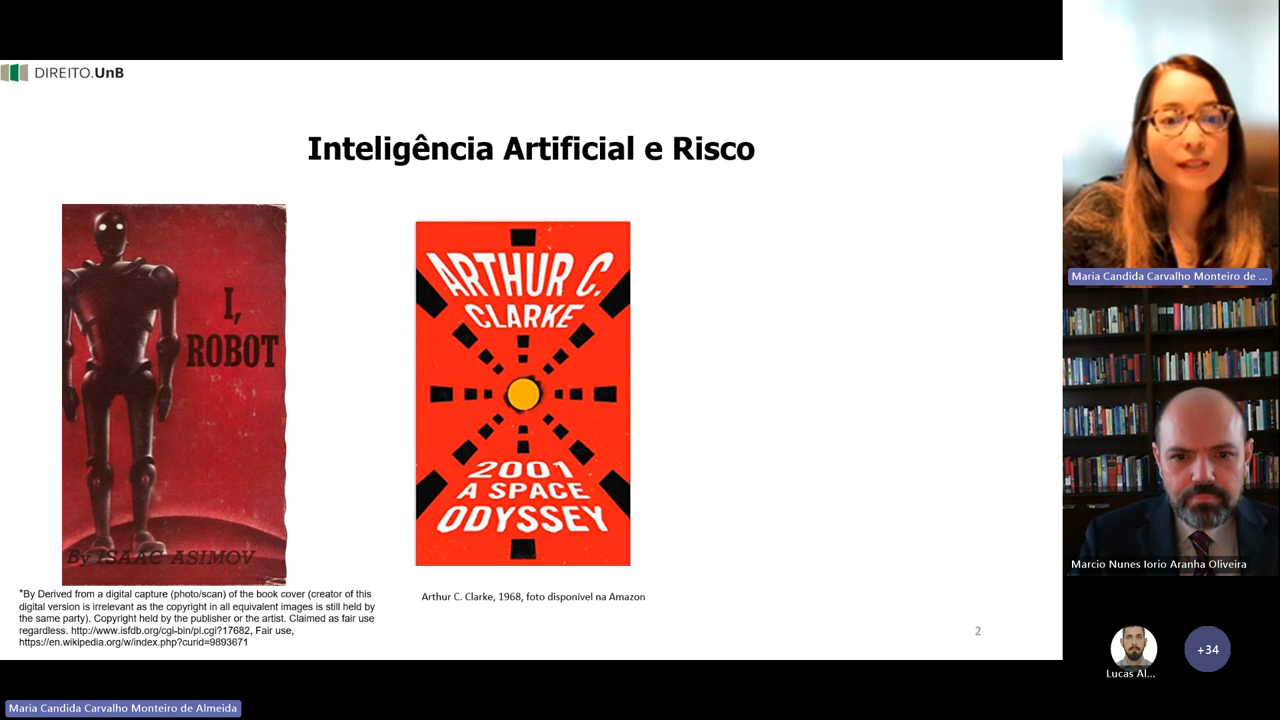 DIREITO.UnB
Inteligência Artificial e Risco
I,
ROBOT
By ISAAC ASIMOV
ARTHUR C.
CLARKE
2001
A SPACE
ODYSSEY
*By Derived from a digital capture (photo/scan) of the book cover (creator of this
digital version is irrelevant as the copyright in all equivalent images is still held by
the same party). Copyright held by the publisher or the artist. Claimed as fair use
regardless. http://www.isfdb.org/cgi-bin/pl.cgi?17682, Fair use,
https://en.wikipedia.org/w/index.php?curid=9893671
Arthur C. Clarke, 1968, foto disponível na Amazon
2
Maria Candida Carvalho Monteiro de ...
Marcio Nunes Iorio Aranha Oliveira
Lucas Al...
+34
Maria Candida Carvalho Monteiro de Almeida